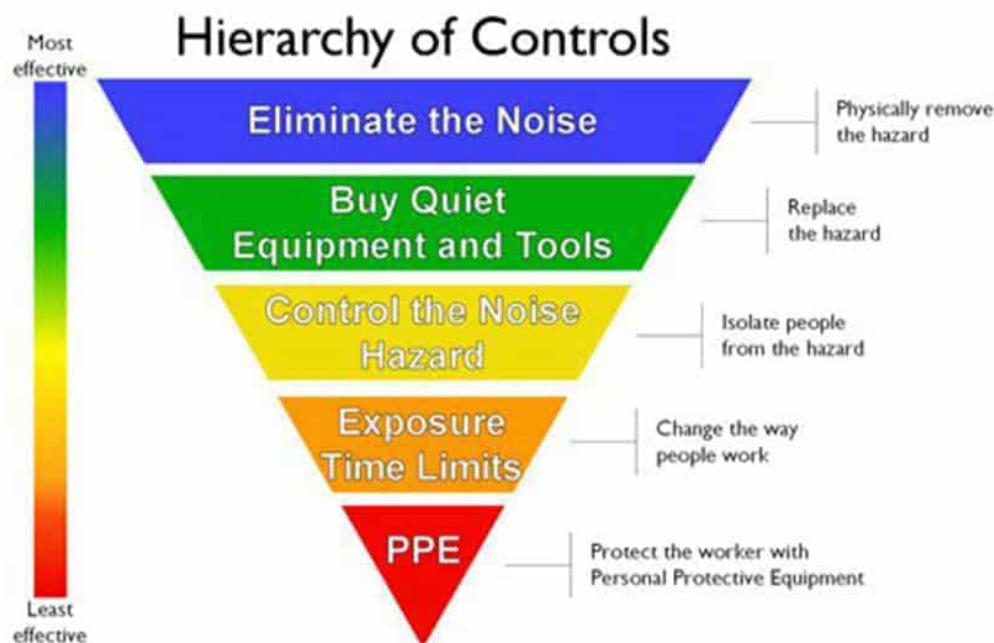 Hierarchy of Controls
Most
effective
Eliminate the Noise
Physically remove
the hazard
Buy Quiet
Equipment and Tools
Replace
the hazard
Control the Noise
Hazard
Isolate people
from the hazard
Exposure
Time Limits
Change the way
people work
PPE
Protect the worker with
Personal Protective Equipment
Least
effective